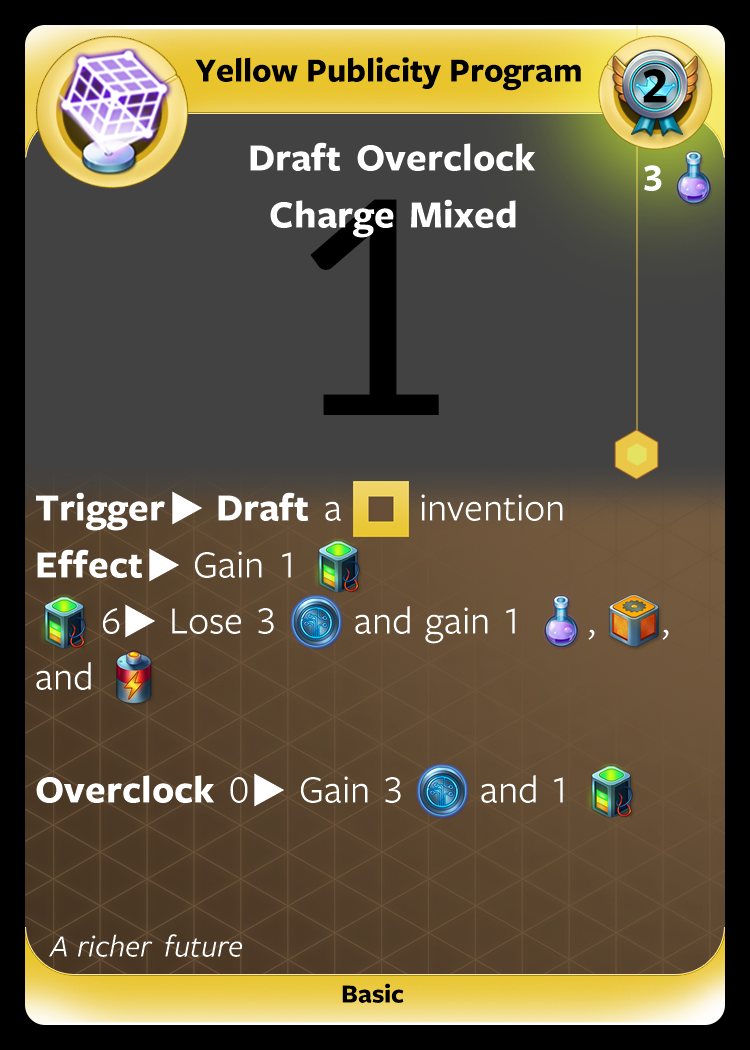 Yellow Publicity Program
2
Draft Overclock
3
Charge Mixed
1
Trigger▶ Draft a invention
Effect▶ Gain 1
6▶ Lose 3 and gain 1 , ,
and
Overclock 0▶ Gain 3 and 1
A richer future
Basic